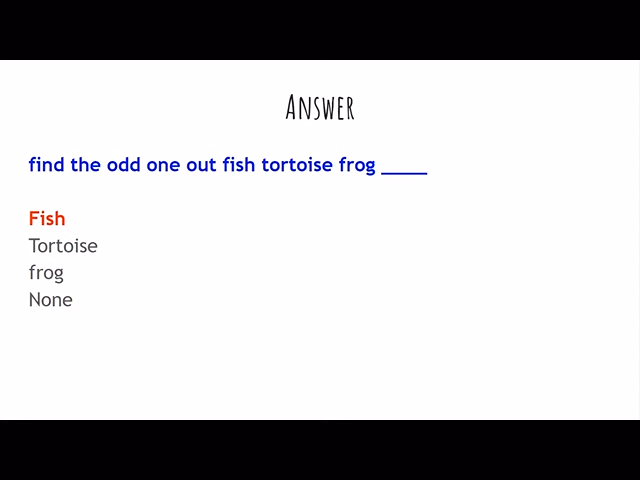 Answer
find the odd one out fish tortoise frog _____
Fish
Tortoise
frog
None